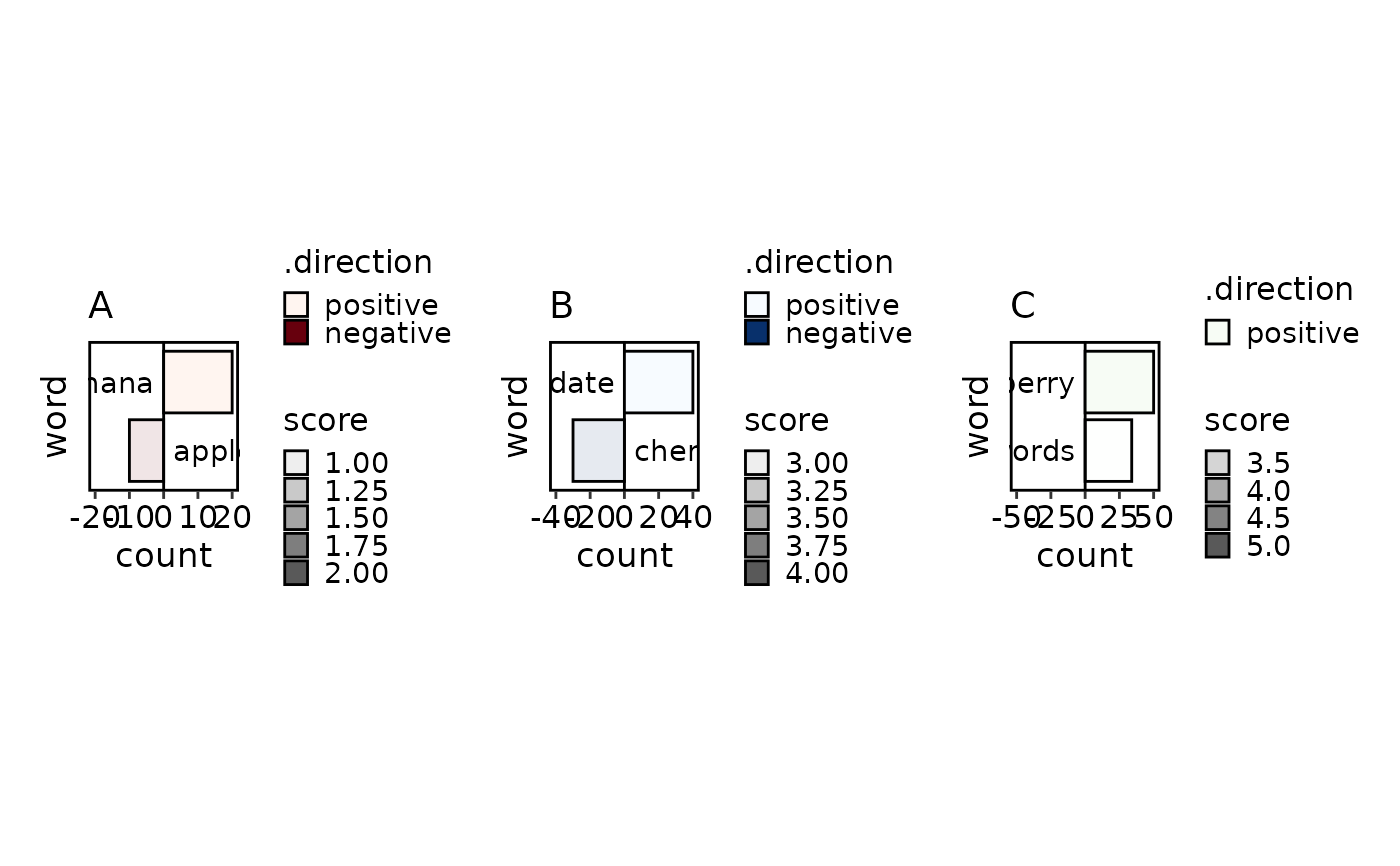 A
.direction
positive
negative
nana
appl
word
score
1.00
1.25
1.50
1.75
2.00
-20 -10 0 10 20
count
B
.direction
positive
negative
date
cher
word
score
3.00
3.25
3.50
3.75
4.00
-40 -20 0 20 40
count
C
.direction
positive
erry
ords
word
score
3.5
4.0
4.5
5.0
-50 -25 0 25 50
count